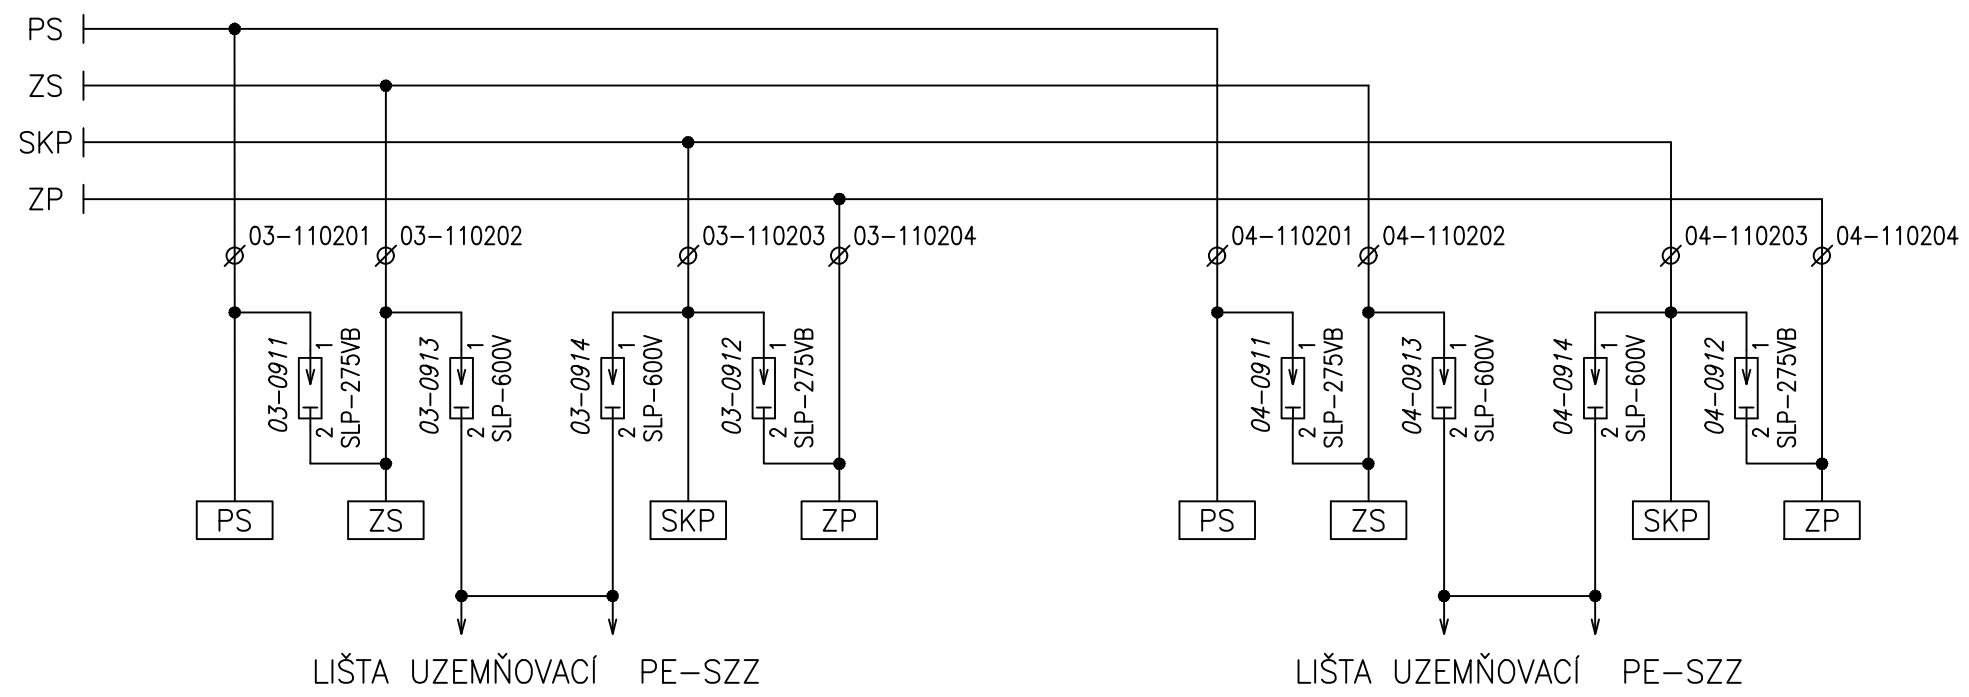 PS
ZS
SKP
ZP
03-110201 03-110202 03-110203 03-110204 04-110201 04-110202 04-110203 04-110204
03-0911 1 2 SLP-275VB
03-0913 1 2 SLP-600V
03-0914 1 2 SLP-600V
03-0912 1 2 SLP-275VB
04-0911 1 2 SLP-275VB
04-0913 1 2 SLP-600V
04-0914 1 2 SLP-600V
04-0912 1 2 SLP-275VB
PS ZS SKP ZP PS ZS SKP ZP
LIŠTA UZEMŇOVACÍ PE-SZZ LIŠTA UZEMŇOVACÍ PE-SZZ